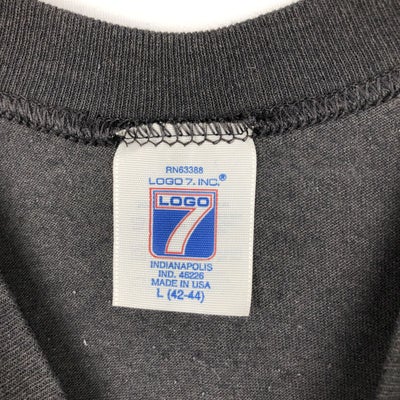 RN63388
LOGO 7, INC.®
LOGO
7
INDIANAPOLIS
IND. 46226
MADE IN USA
L (42-44)